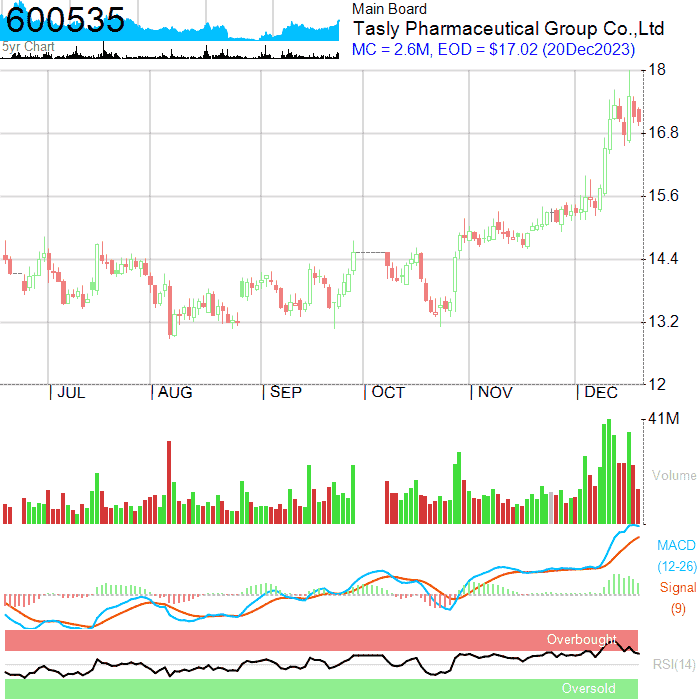 600535
5yr Chart
Main Board
Tasly Pharmaceutical Group Co.,Ltd
MC = 2.6M, EOD = $17.02 (20Dec2023)
18
16.8
15.6
14.4
13.2
12
JUL AUG SEP OCT NOV DEC
41M
Volume
MACD
(12-26)
Signal
(9)
Overbought
RSI(14)
Oversold